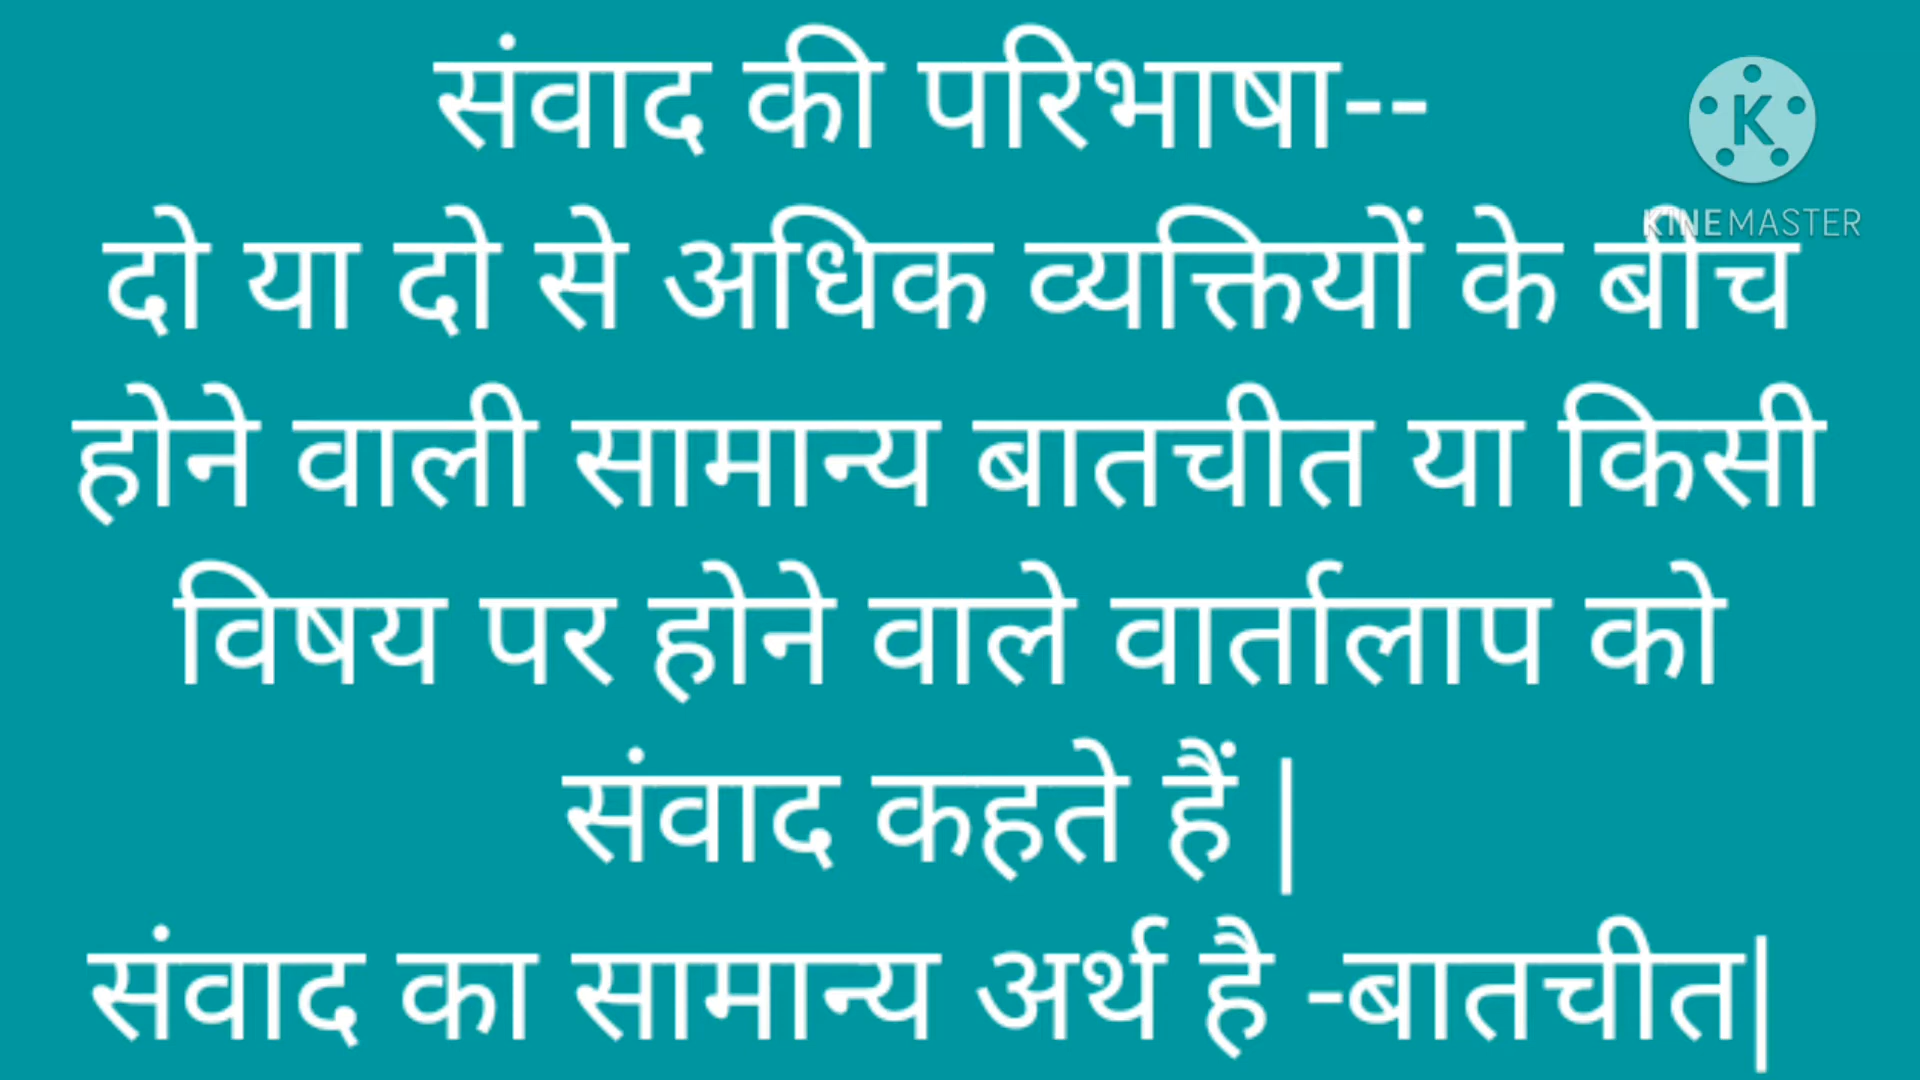 संवाद की परिभाषा--
K
KINEMASTER
दो या दो से अधिक व्यक्तियों के बीच
होने वाली सामान्य बातचीत या किसी
विषय पर होने वाले वार्तालाप को
संवाद कहते हैं |
संवाद का सामान्य अर्थ है -बातचीत|